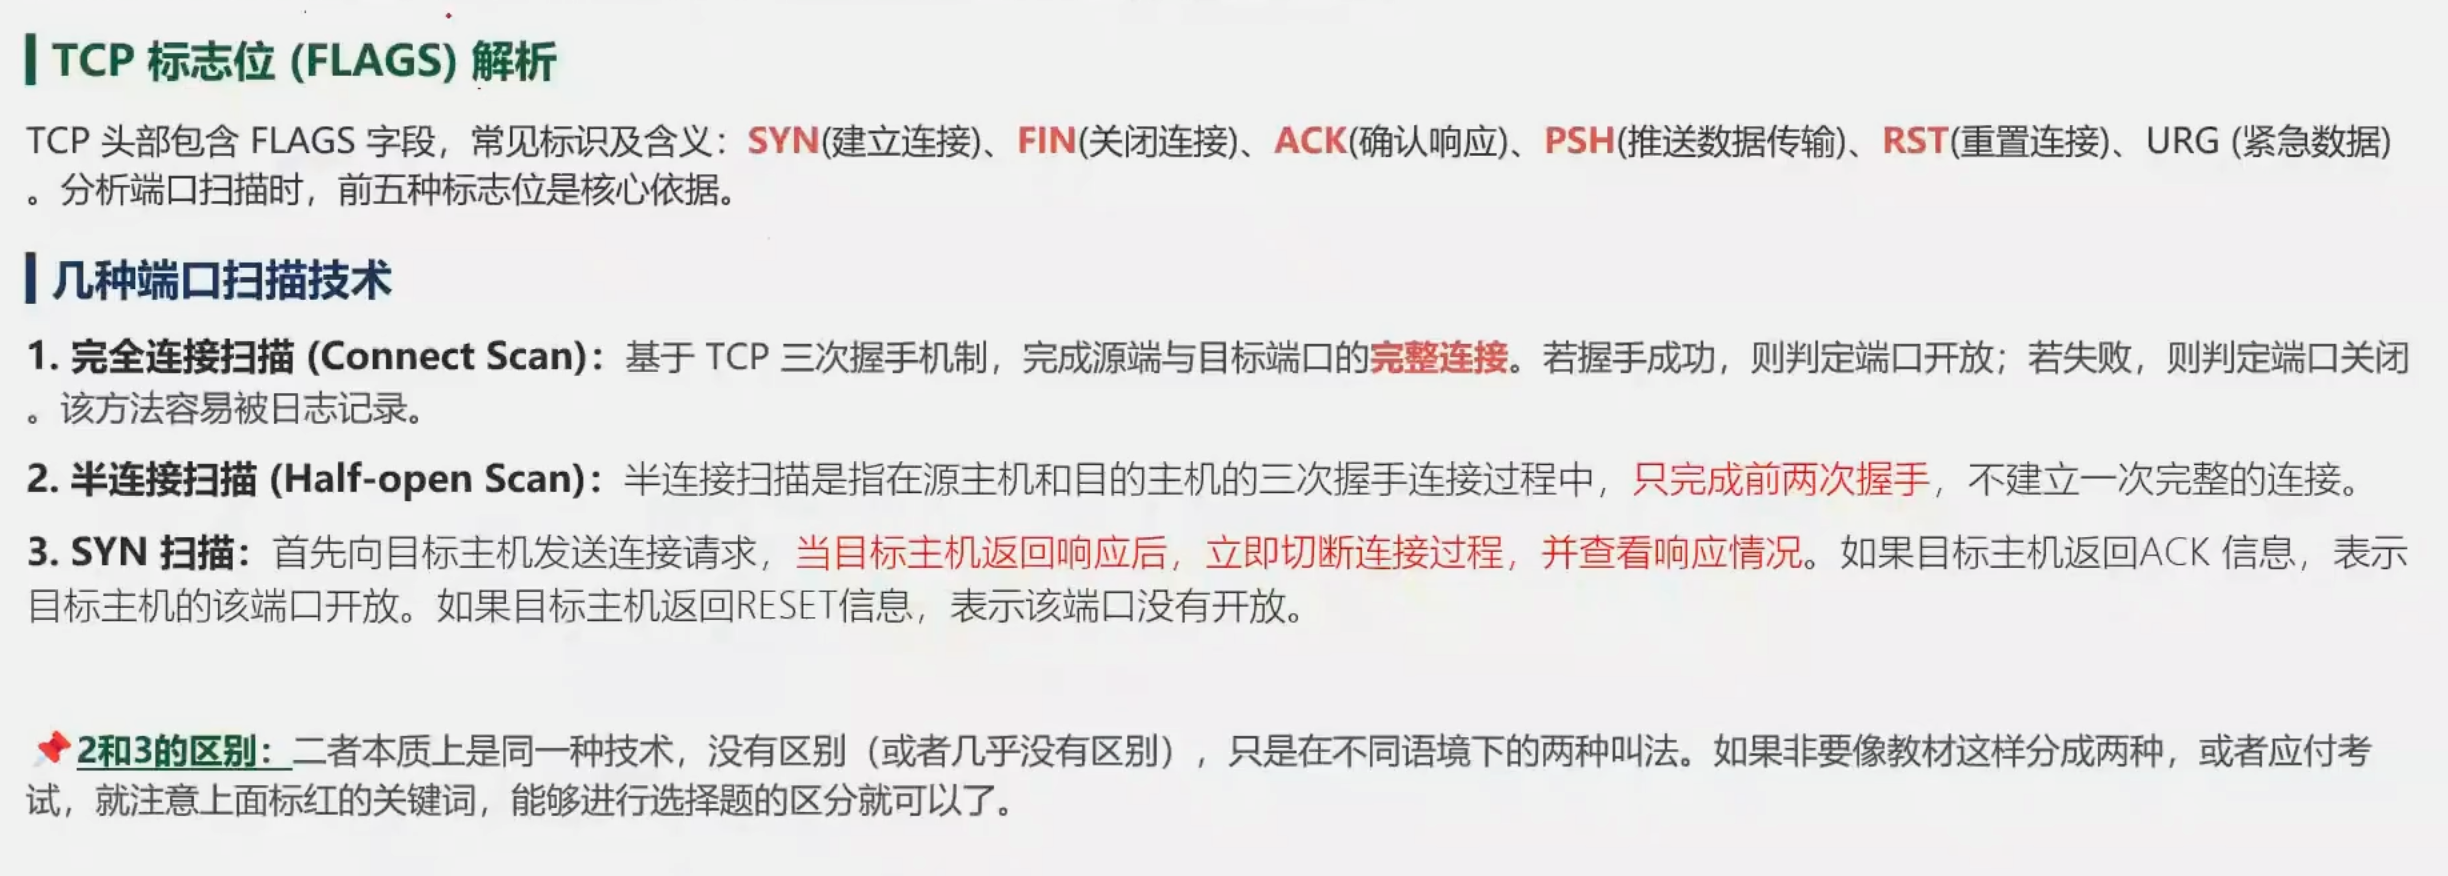 TCP 标志位 (FLAGS) 解析
TCP 头部包含 FLAGS 字段，常见标识及含义：SYN(建立连接)、FIN(关闭连接)、ACK(确认响应)、PSH(推送数据传输)、RST(重置连接)、URG (紧急数据)
。分析端口扫描时，前五种标志位是核心依据。
几种端口扫描技术
1. 完全连接扫描 (Connect Scan)：基于 TCP 三次握手机制，完成源端与目标端口的完整连接。若握手成功，则判定端口开放；若失败，则判定端口关闭
。该方法容易被日志记录。
2. 半连接扫描 (Half-open Scan)：半连接扫描是指在源主机和目的主机的三次握手连接过程中，只完成前两次握手，不建立一次完整的连接。
3. SYN 扫描：首先向目标主机发送连接请求，当目标主机返回响应后，立即切断连接过程，并查看响应情况。如果目标主机返回ACK 信息，表示
目标主机的该端口开放。如果目标主机返回RESET信息，表示该端口没有开放。
📌2和3的区别：二者本质上是同一种技术，没有区别（或者几乎没有区别），只是在不同语境下的两种叫法。如果非要像教材这样分成两种，或者应付考
试，就注意上面标红的关键词，能够进行选择题的区分就可以了。